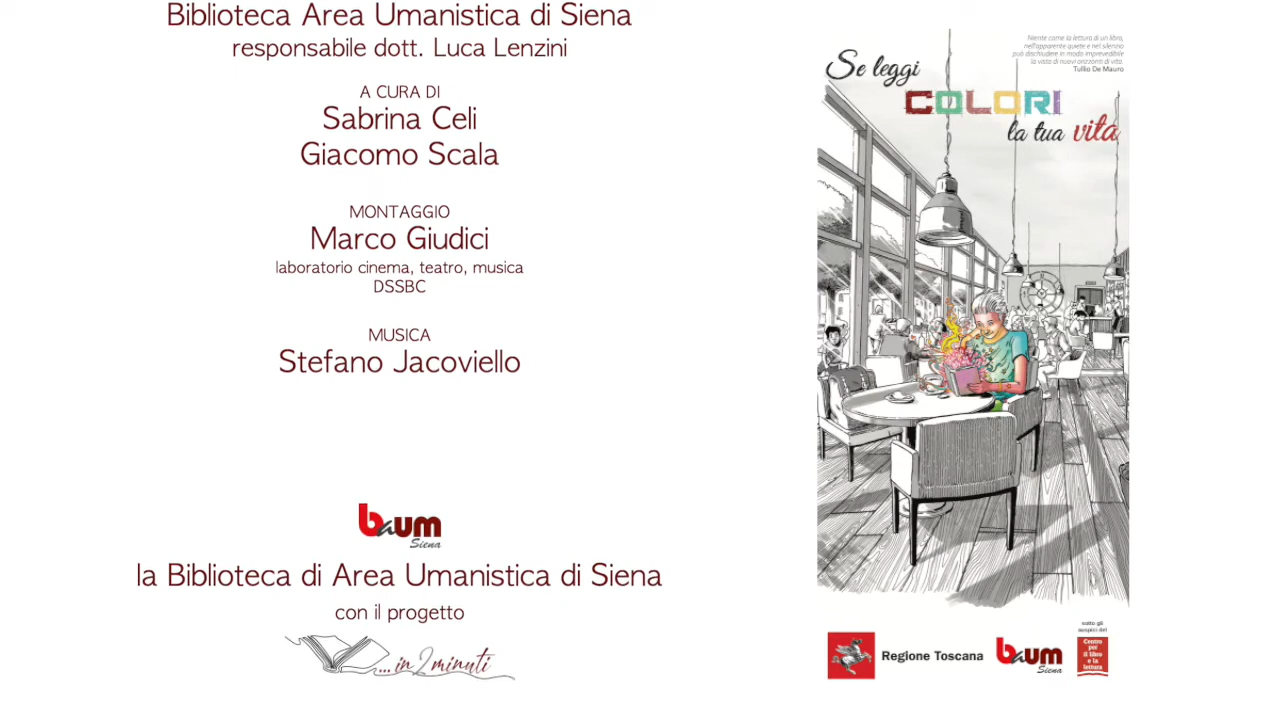 Biblioteca Area Umanistica di Siena
responsabile dott. Luca Lenzini
A CURA DI
Sabrina Celi
Giacomo Scala
MONTAGGIO
Marco Giudici
laboratorio cinema, teatro, musica
DSSBC
MUSICA
Stefano Jacoviello
baum
Siena
la Biblioteca di Area Umanistica di Siena
con il progetto
...in 2 minuti
Niente come la lettura di un libro,
nell'apparente quiete e nel silenzio
può dischiudere in modo imprevedibile
la vista di nuovi orizzonti di vita.
Tullio De Mauro
Se leggi
COLORI
la tua vita
Regione Toscana
baum
Siena
sotto gli
auspici del
Centro
per
il libro
e la
lettura